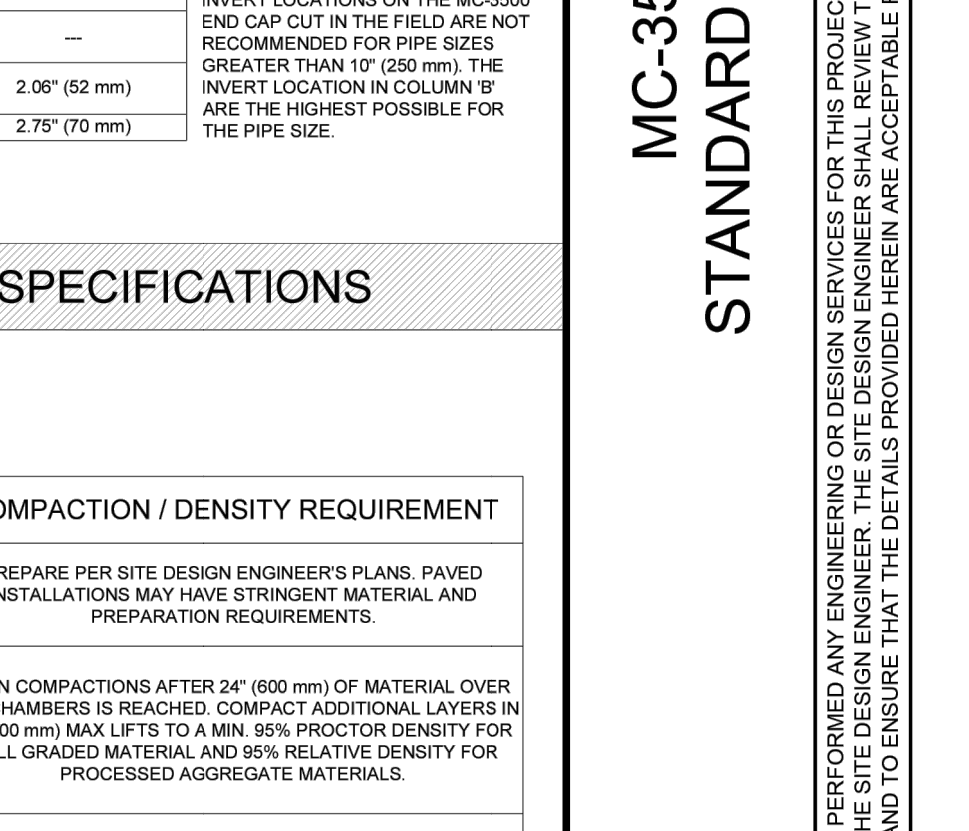 ---
2.06" (52 mm)
2.75" (70 mm)
INVERT LOCATIONS ON THE MC-3500
END CAP CUT IN THE FIELD ARE NOT
RECOMMENDED FOR PIPE SIZES
GREATER THAN 10" (250 mm). THE
INVERT LOCATION IN COLUMN 'B'
ARE THE HIGHEST POSSIBLE FOR
THE PIPE SIZE.
SPECIFICATIONS
OMPACTION / DENSITY REQUIREMENT
REPARE PER SITE DESIGN ENGINEER'S PLANS. PAVED
NSTALLATIONS MAY HAVE STRINGENT MATERIAL AND
PREPARATION REQUIREMENTS.
N COMPACTIONS AFTER 24" (600 mm) OF MATERIAL OVER
HAMBERS IS REACHED. COMPACT ADDITIONAL LAYERS IN
00 mm) MAX LIFTS TO A MIN. 95% PROCTOR DENSITY FOR
LL GRADED MATERIAL AND 95% RELATIVE DENSITY FOR
PROCESSED AGGREGATE MATERIALS.
MC-35
STANDARD
PERFORMED ANY ENGINEERING OR DESIGN SERVICES FOR THIS PROJEC
HE SITE DESIGN ENGINEER. THE SITE DESIGN ENGINEER SHALL REVIEW T
AND TO ENSURE THAT THE DETAILS PROVIDED HEREIN ARE ACCEPTABLE